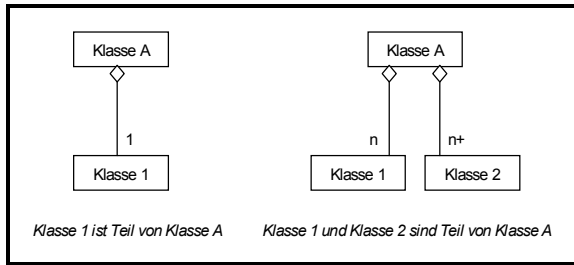 Klasse A
1
Klasse 1
Klasse 1 ist Teil von Klasse A
Klasse A
n n+
Klasse 1 Klasse 2
Klasse 1 und Klasse 2 sind Teil von Klasse A